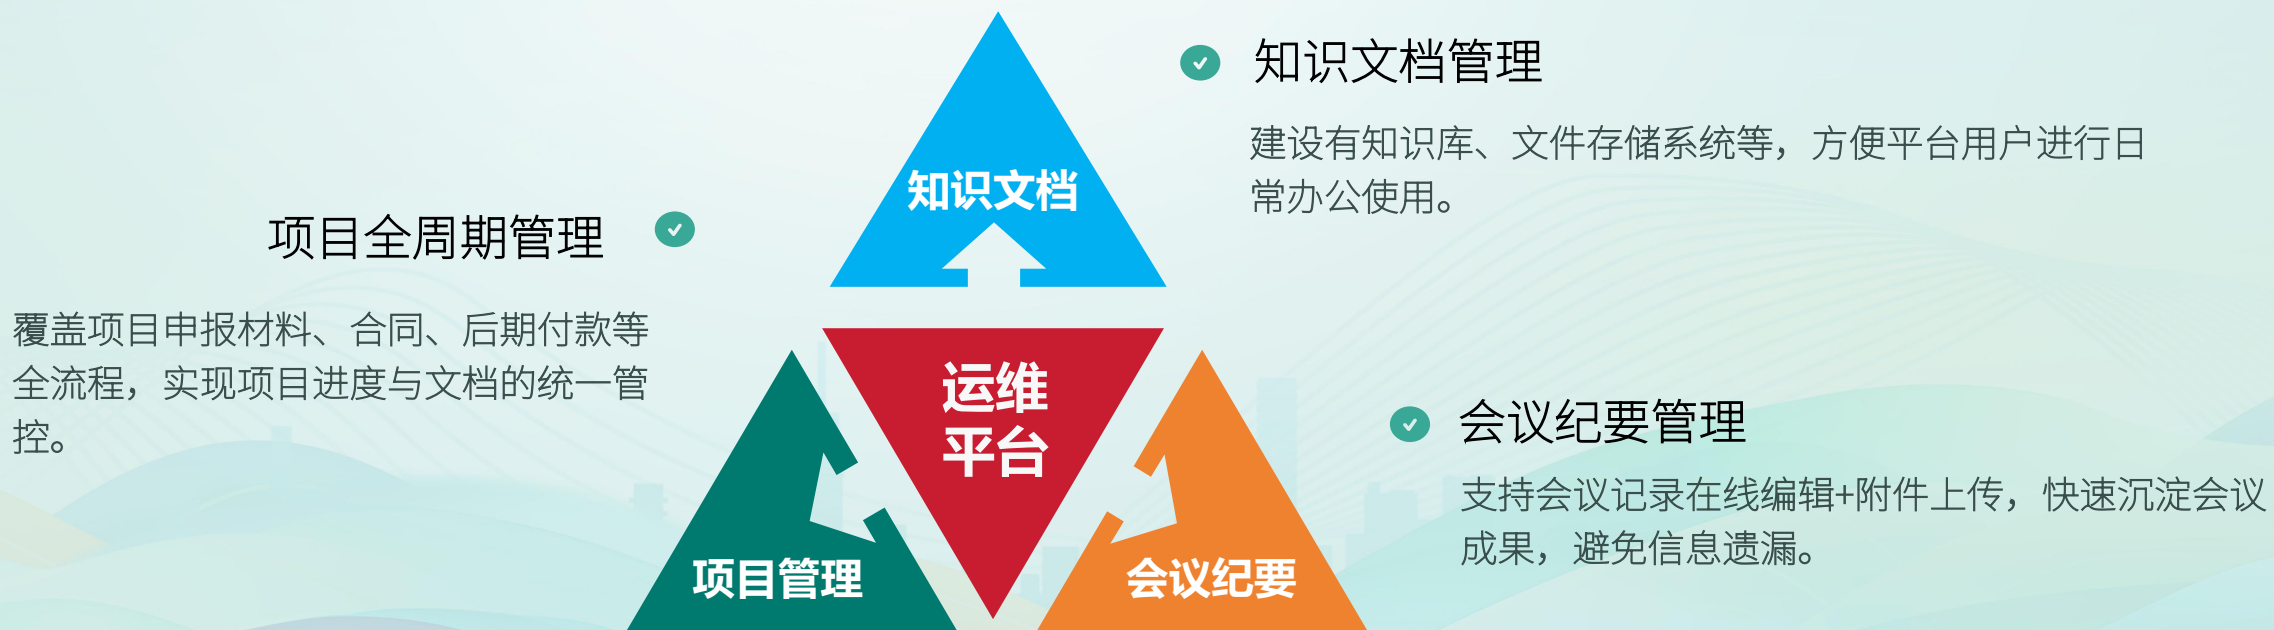 知识文档管理
建设有知识库、文件存储系统等，方便平台用户进行日
常办公使用。
知识文档
项目全周期管理
覆盖项目申报材料、合同、后期付款等
全流程，实现项目进度与文档的统一管
控。
运维
平台
项目管理
会议纪要
会议纪要管理
支持会议记录在线编辑+附件上传，快速沉淀会议
成果，避免信息遗漏。